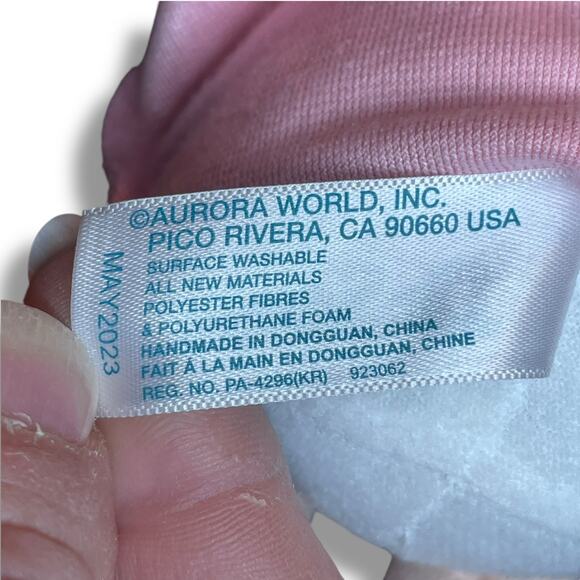 ©AURORA WORLD, INC.
PICO RIVERA, CA 90660 USA
SURFACE WASHABLE
ALL NEW MATERIALS
POLYESTER FIBRES
& POLYURETHANE FOAM
HANDMADE IN DONGGUAN, CHINA
FAIT À LA MAIN EN DONGGUAN, CHINE
REG. NO. PA-4296(KR) 923062
MAY2023